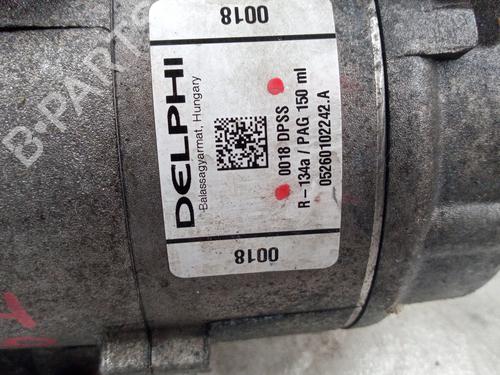 0018
DELPHI
Balassagyarmat, Hungary
0018 DPSS
R-134a / PAG 150 ml
05260102242.A
0018
B-PARTS